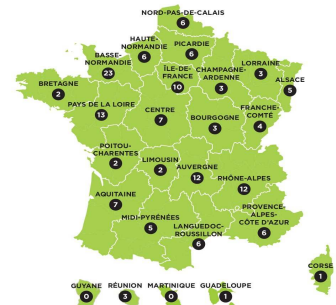 NORD-PAS-DE-CALAIS
6
HAUTE-
NORMANDIE
6
PICARDIE
6
BASSE-
NORMANDIE
23
ÎLE-DE-
FRANCE
10
CHAMPAGNE-
ARDENNE
3
LORRAINE
3
ALSACE
5
BRETAGNE
2
PAYS DE LA LOIRE
13
CENTRE
7
BOURGOGNE
3
FRANCHE-
COMTÉ
4
POITOU-
CHARENTES
2
LIMOUSIN
2
AUVERGNE
12
RHÔNE-ALPES
12
AQUITAINE
7
MIDI-PYRÉNÉES
5
LANGUEDOC-
ROUSSILLON
6
PROVENCE-
ALPES-
CÔTE D'AZUR
6
CORSE
1
GUYANE
0
RÉUNION
3
MARTINIQUE
0
GUADELOUPE
1